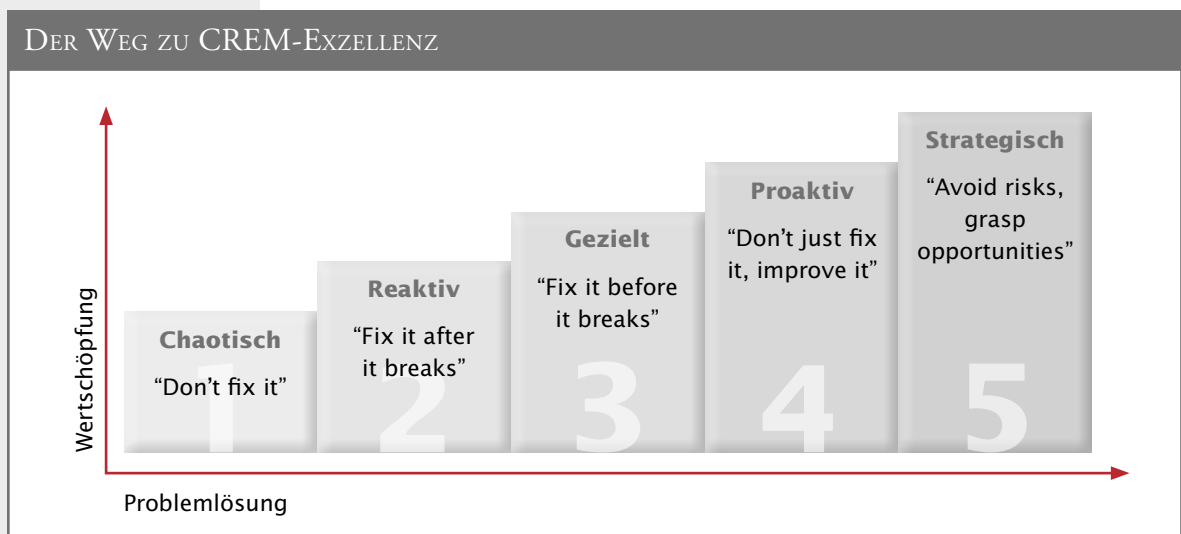 DER WEG ZU CREM-EXZELLENZ
Wertschöpfung
Chaotisch
“Don’t fix it”
1
Reaktiv
“Fix it after
it breaks”
2
Gezielt
“Fix it before
it breaks”
3
Proaktiv
“Don’t just fix
it, improve it”
4
Strategisch
“Avoid risks,
grasp
opportunities”
5
Problemlösung